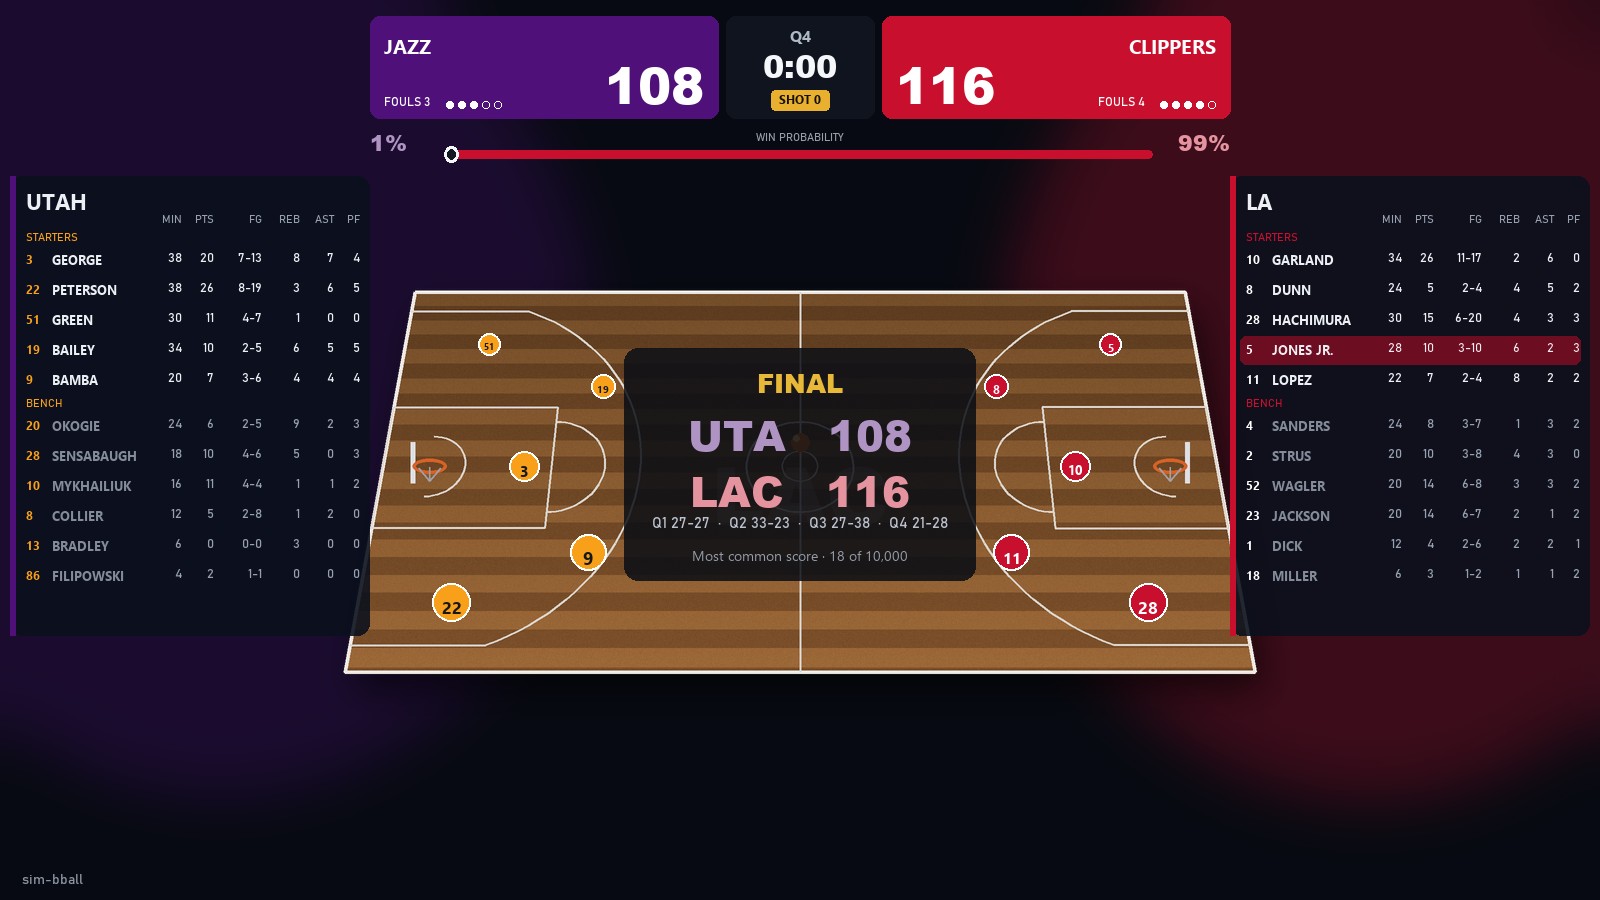 JAZZ
108
FOULS 3
Q4
0:00
SHOT 0
CLIPPERS
116
FOULS 4
1%
WIN PROBABILITY
99%
UTAH
MIN PTS FG REB AST PF
STARTERS
3 GEORGE 38 20 7-13 8 7 4
22 PETERSON 38 26 8-19 3 6 5
51 GREEN 30 11 4-7 1 0 0
19 BAILEY 34 10 2-5 6 5 5
9 BAMBA 20 7 3-6 4 4 4
BENCH
20 OKOGIE 24 6 2-5 9 2 3
28 SENSABAUGH 18 10 4-6 5 0 3
10 MYKHAILIUK 16 11 4-4 1 1 2
8 COLLIER 12 5 2-8 1 2 0
13 BRADLEY 6 0 0-0 3 0 0
86 FILIPOWSKI 4 2 1-1 0 0 0
51
19
3
9
22
FINAL
UTA 108
LAC 116
Q1 27-27 · Q2 33-23 · Q3 27-38 · Q4 21-28
Most common score · 18 of 10,000
5
8
10
11
28
LA
MIN PTS FG REB AST PF
STARTERS
10 GARLAND 34 26 11-17 2 6 0
8 DUNN 24 5 2-4 4 5 2
28 HACHIMURA 30 15 6-20 4 3 3
5 JONES JR. 28 10 3-10 6 2 3
11 LOPEZ 22 7 2-4 8 2 2
BENCH
4 SANDERS 24 8 3-7 1 3 2
2 STRUS 20 10 3-8 4 3 0
52 WAGLER 20 14 6-8 3 3 2
23 JACKSON 20 14 6-7 2 1 2
1 DICK 12 4 2-6 2 2 1
18 MILLER 6 3 1-2 1 1 2
sim-bball